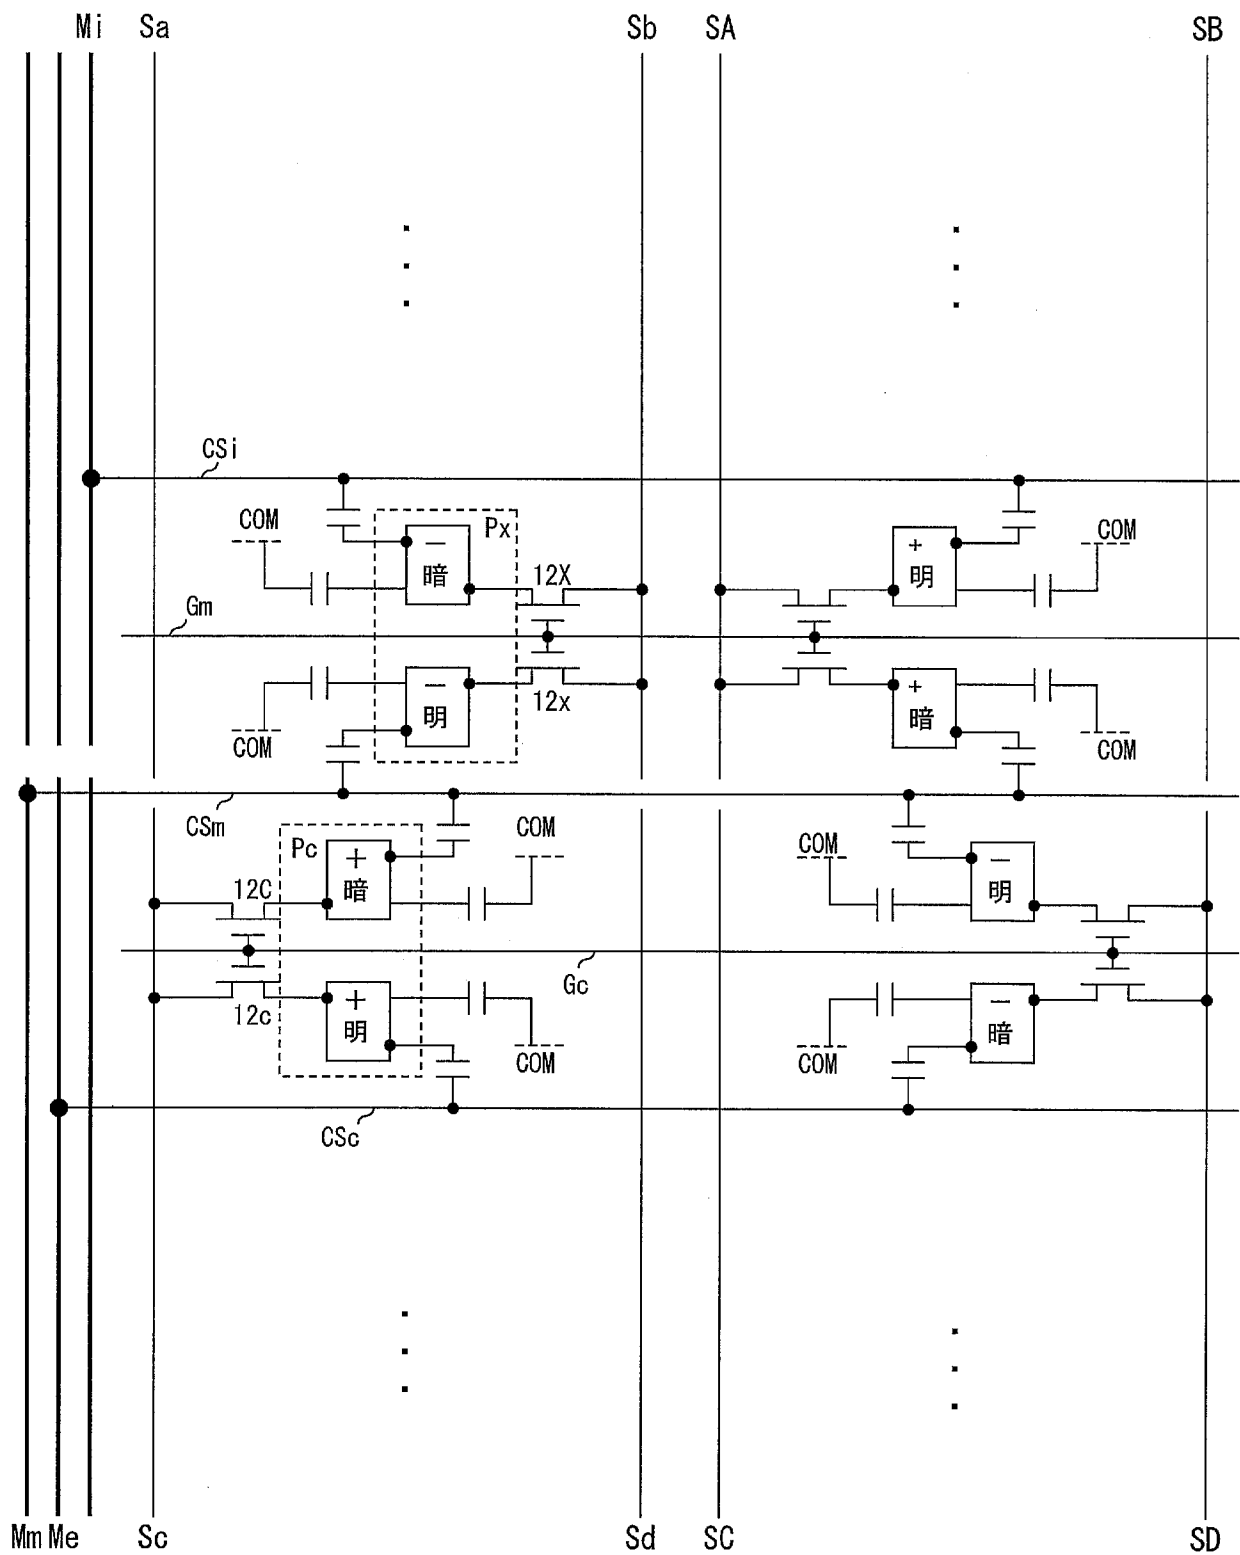 Mi Sa Sb SA SB
CSi
COM
Px
−
暗
12X
+
明
COM
Gm
−
明
12x
COM
+
暗
COM
CSm
Pc
+
暗
COM
12C
COM
−
明
Gc
12c
+
明
COM
COM
−
暗
CSc
Mm Me Sc Sd SC SD